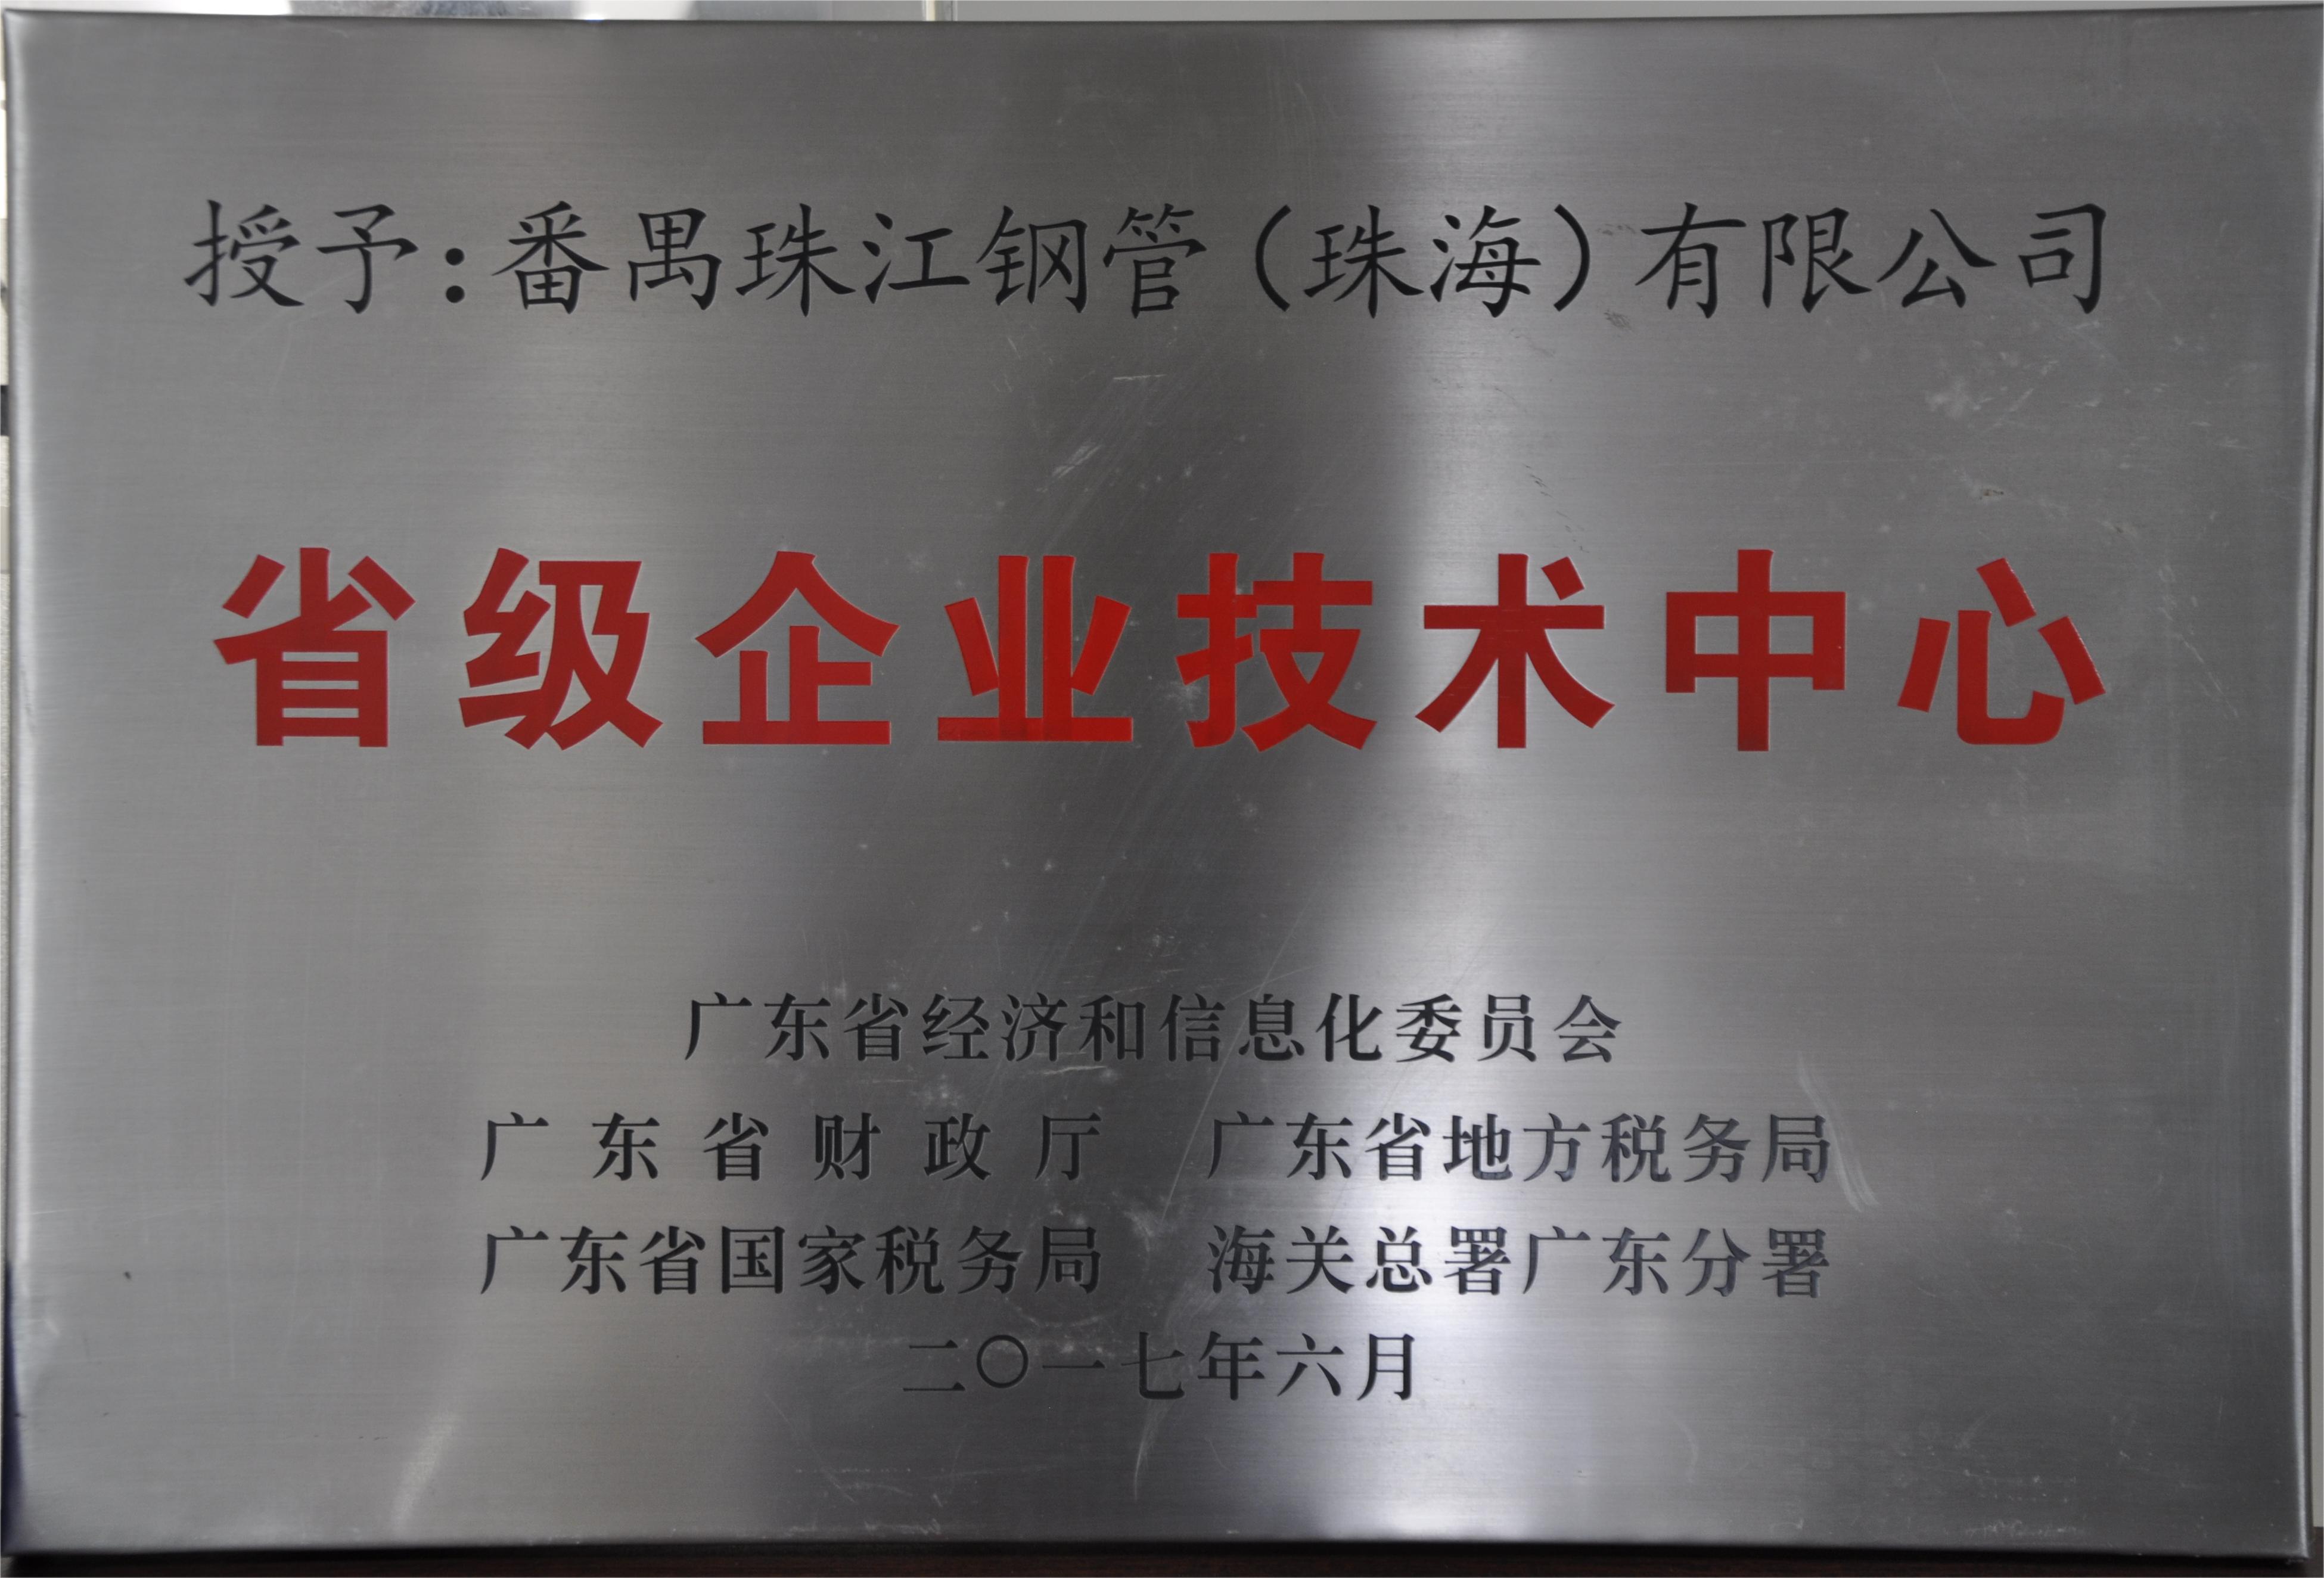 授予：番禺珠江钢管（珠海）有限公司
省级企业技术中心
广东省经济和信息化委员会
广东省财政厅 广东省地方税务局
广东省国家税务局 海关总署广东分署
二〇一七年六月